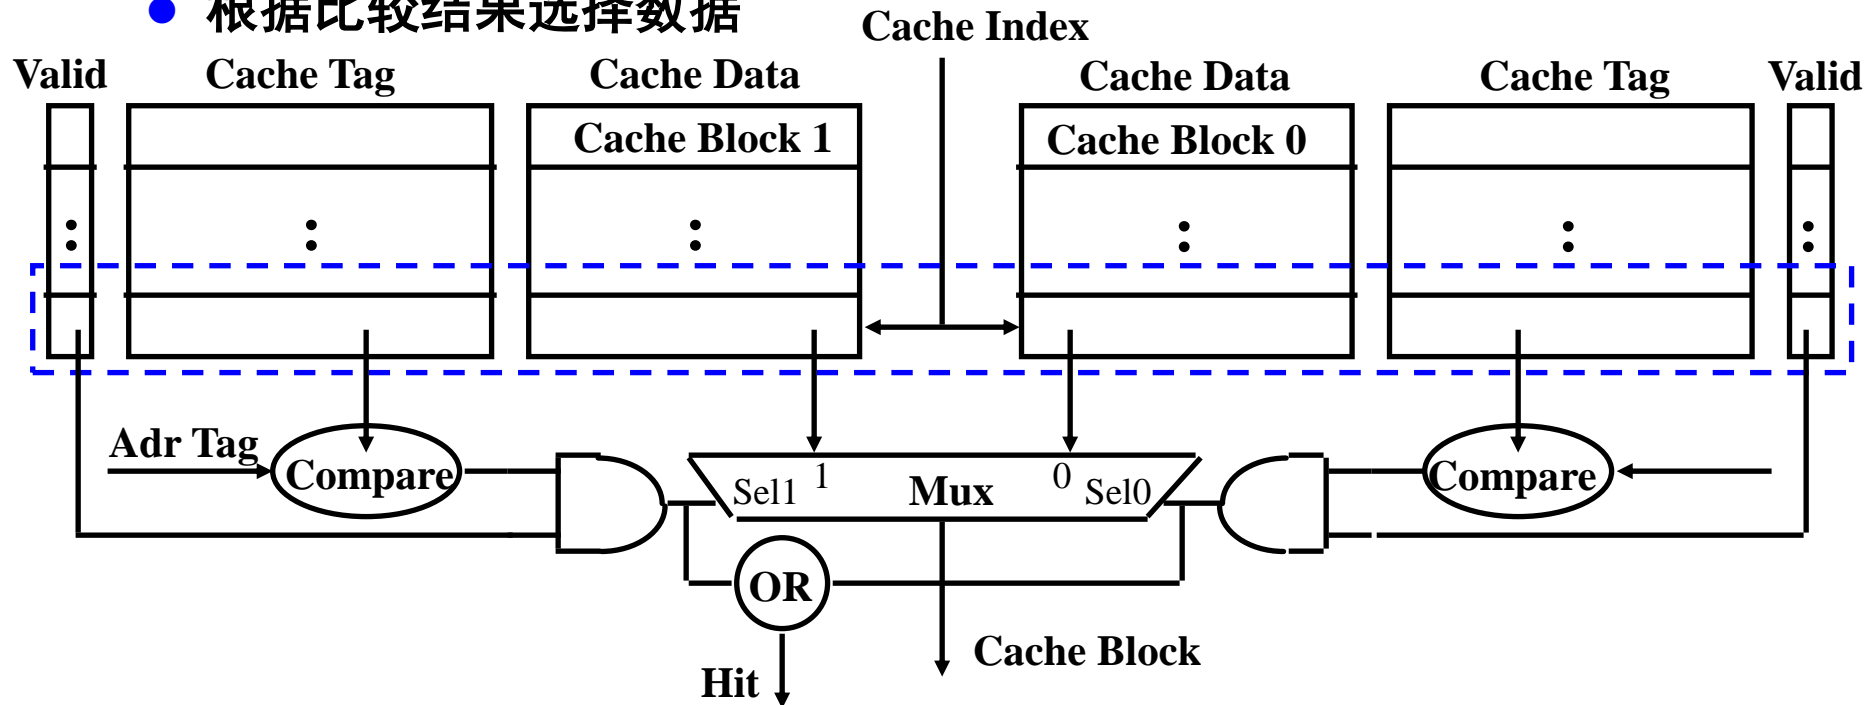 根据比较结果选择数据
Cache Index
Valid Cache Tag Cache Data Cache Data Cache Tag Valid
Cache Block 1 Cache Block 0
Adr Tag
Compare Sel1 1 Mux 0 Sel0 Compare
OR
Cache Block
Hit